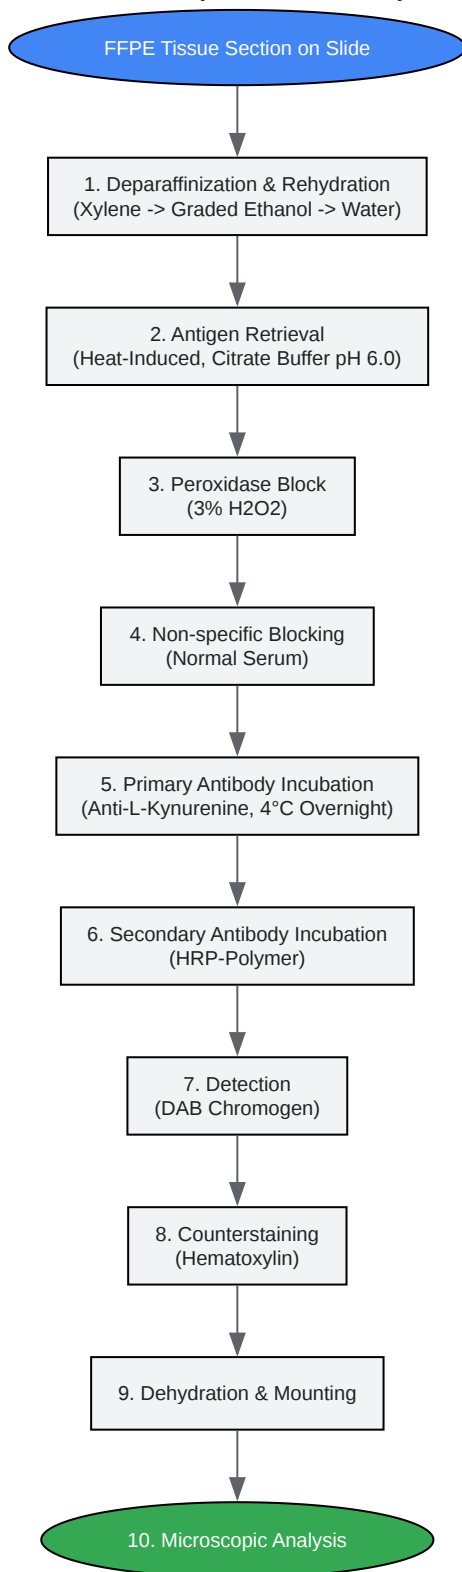 FFPE Tissue Section on Slide
1. Deparaffinization & Rehydration
(Xylene -> Graded Ethanol -> Water)
2. Antigen Retrieval
(Heat-Induced, Citrate Buffer pH 6.0)
3. Peroxidase Block
(3% H2O2)
4. Non-specific Blocking
(Normal Serum)
5. Primary Antibody Incubation
(Anti-L-Kynurenine, 4°C Overnight)
6. Secondary Antibody Incubation
(HRP-Polymer)
7. Detection
(DAB Chromogen)
8. Counterstaining
(Hematoxylin)
9. Dehydration & Mounting
10. Microscopic Analysis